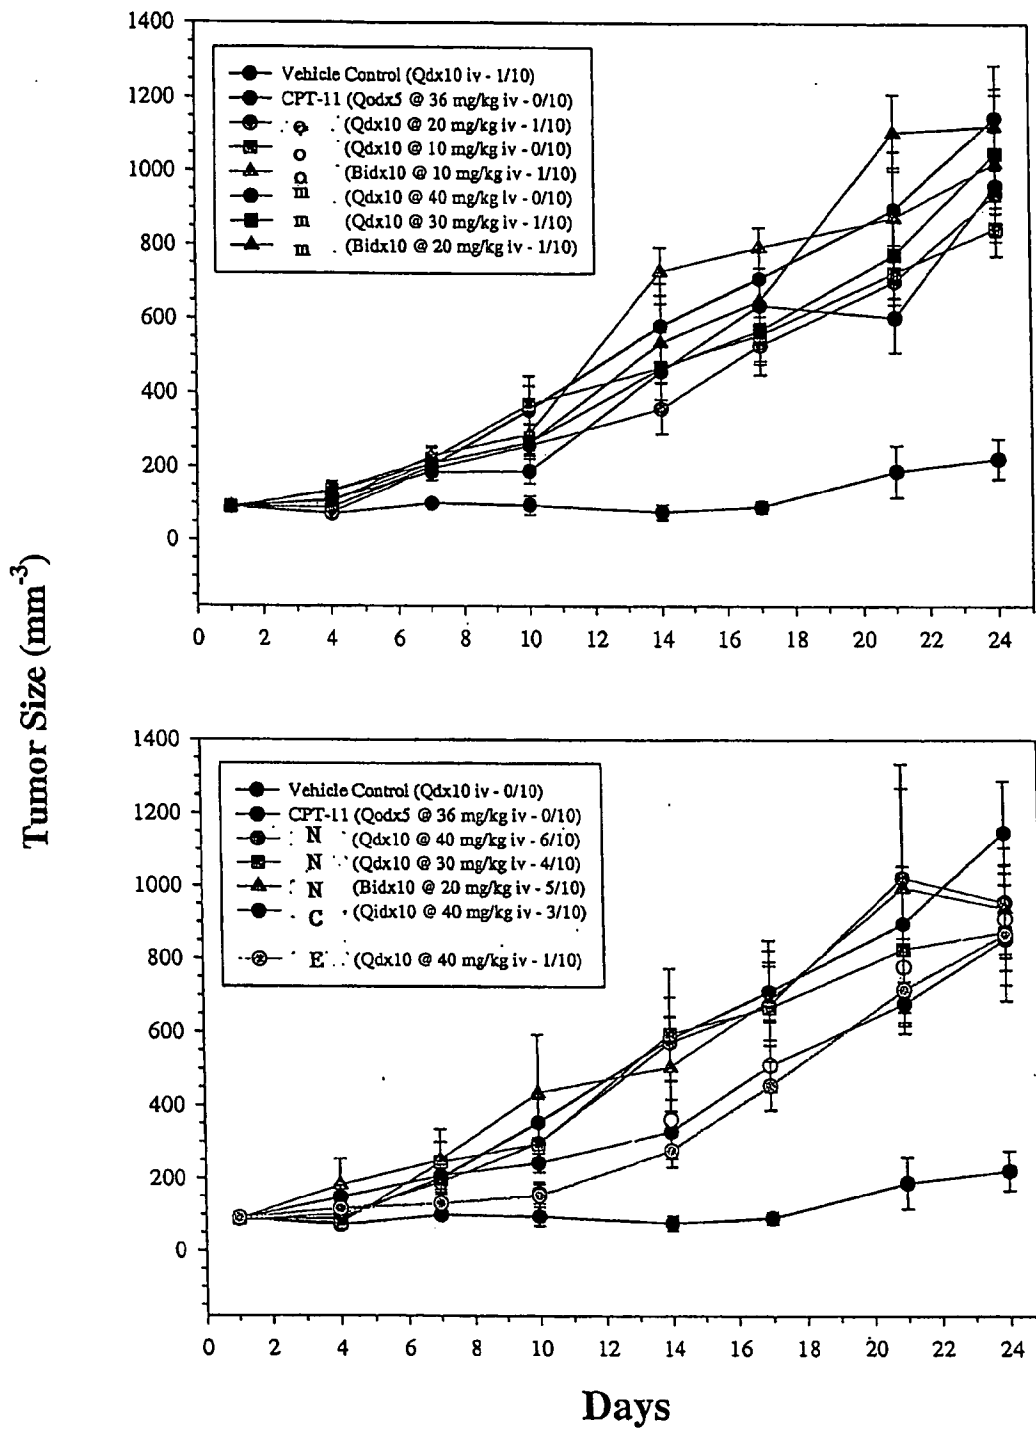 Tumor Size (mm-3)
1400
1200
1000
800
600
400
200
0
Vehicle Control (Qdx10 iv - 1/10)
CPT-11 (Qodx5 @ 36 mg/kg iv - 0/10)
(Qdx10 @ 20 mg/kg iv - 1/10)
o (Qdx10 @ 10 mg/kg iv - 0/10)
o (Bidx10 @ 10 mg/kg iv - 1/10)
m (Qdx10 @ 40 mg/kg iv - 0/10)
m (Qdx10 @ 30 mg/kg iv - 1/10)
m (Bidx10 @ 20 mg/kg iv - 1/10)
0 2 4 6 8 10 12 14 16 18 20 22 24
1400
1200
1000
800
600
400
200
0
Vehicle Control (Qdx10 iv - 0/10)
CPT-11 (Qodx5 @ 36 mg/kg iv - 0/10)
N (Qdx10 @ 40 mg/kg iv - 6/10)
N (Qdx10 @ 30 mg/kg iv - 4/10)
N (Bidx10 @ 20 mg/kg iv - 5/10)
C (Qidx10 @ 40 mg/kg iv - 3/10)
E (Qdx10 @ 40 mg/kg iv - 1/10)
0 2 4 6 8 10 12 14 16 18 20 22 24
Days